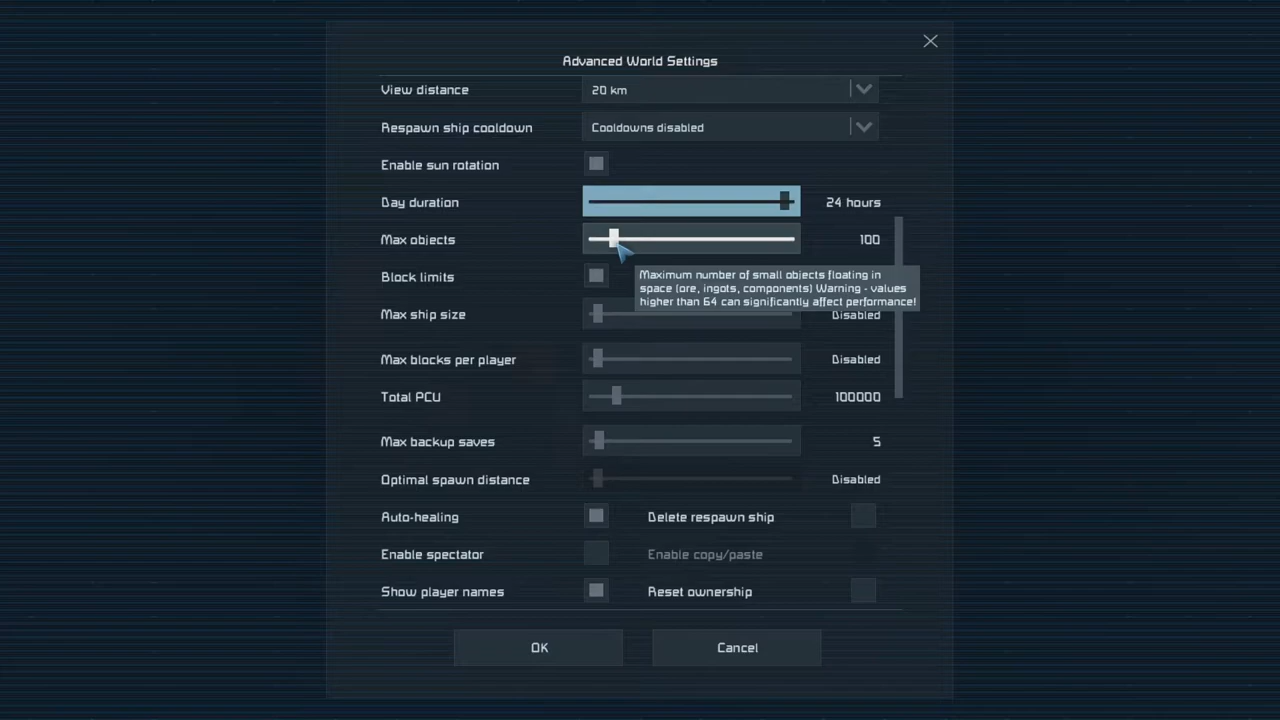 Advanced World Settings
View distance 20 km
Respawn ship cooldown Cooldowns disabled
Enable sun rotation
Day duration 24 hours
Max objects 100
Maximum number of small objects floating in
space (ore, ingots, components) Warning - values
higher than 64 can significantly affect performance!
Block limits
Max ship size Disabled
Max blocks per player Disabled
Total PCU 100000
Max backup saves 5
Optimal spawn distance Disabled
Auto-healing Delete respawn ship
Enable spectator Enable copy/paste
Show player names Reset ownership
OK Cancel